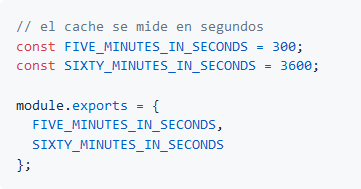 // el cache se mide en segundos
const FIVE_MINUTES_IN_SECONDS = 300;
const SIXTY_MINUTES_IN_SECONDS = 3600;

module.exports = {
  FIVE_MINUTES_IN_SECONDS,
  SIXTY_MINUTES_IN_SECONDS
};